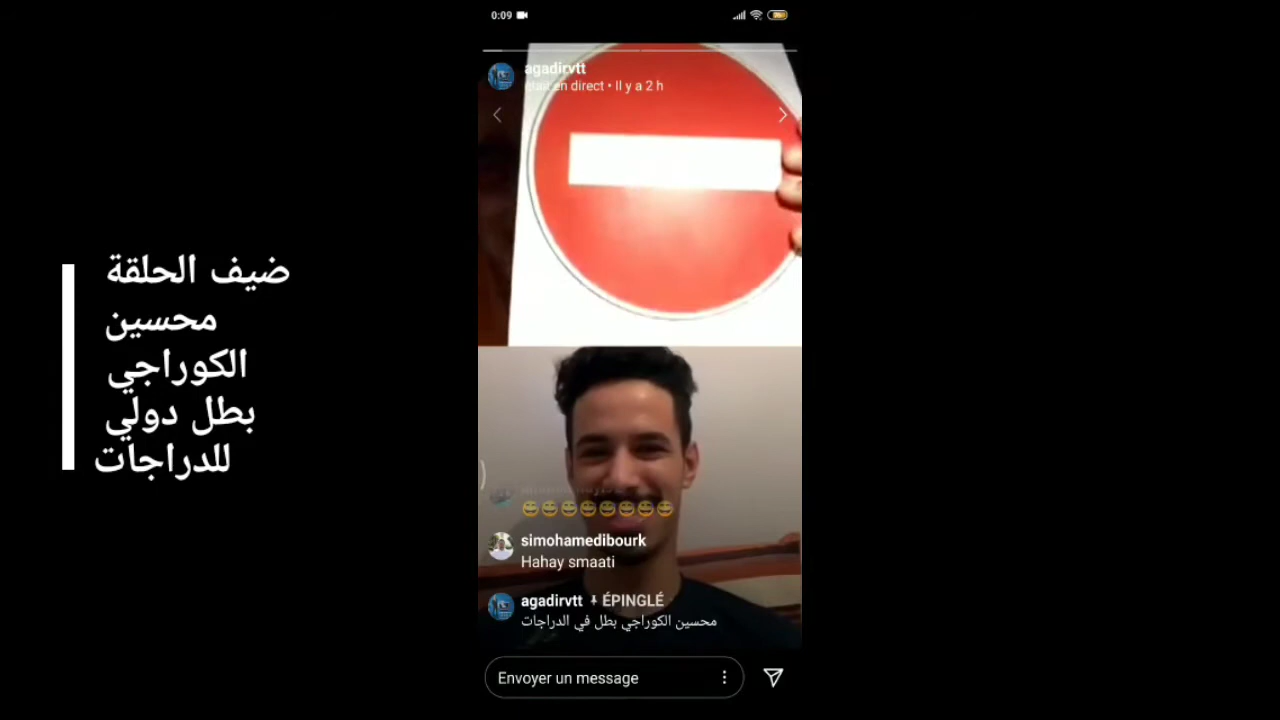 0:09
agadirvtt
était en direct • Il y a 2 h
ضيف الحلقة
محسين
الكوراجي
بطل دولي
للدراجات
😅😅😅😅😅😅😅😅
simohamedibourk
Hahay smaati
agadirvtt ÉPINGLÉ
محسين الكوراجي بطل في الدراجات
Envoyer un message